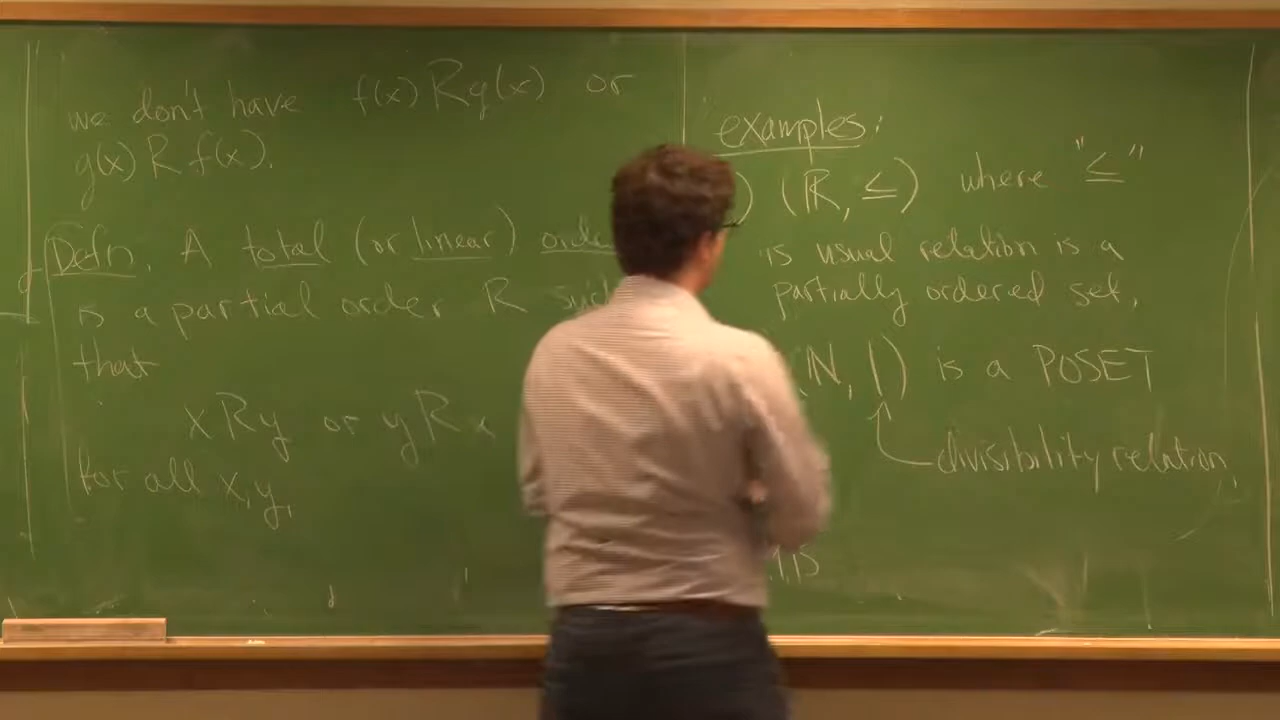 we don't have f(x) R g(x) or
g(x) R f(x).
Defn. A total (or linear) orde
is a partial order R such
that
x R y or y R x
for all x, y.
examples:
) (ℝ, ≤) where "≤"
is usual relation is a
partially ordered set.
(ℕ, |) is a POSET
divisibility relation